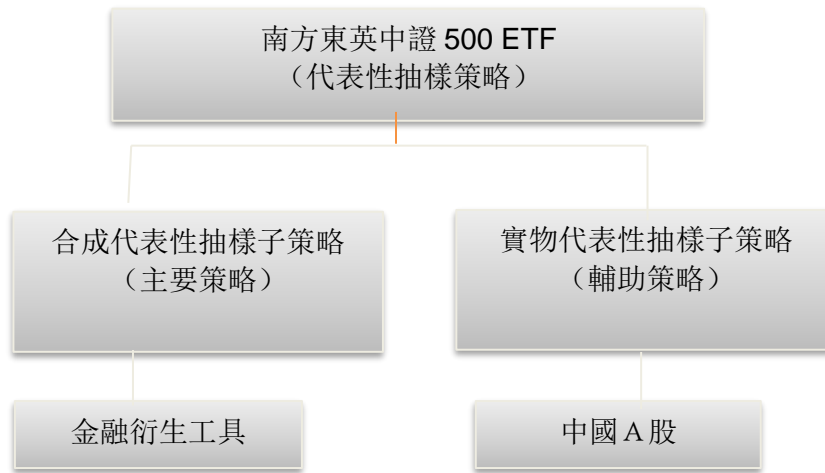 南方東英中證 500 ETF
（代表性抽樣策略）
合成代表性抽樣子策略
（主要策略）
實物代表性抽樣子策略
（輔助策略）
金融衍生工具
中國Ａ股